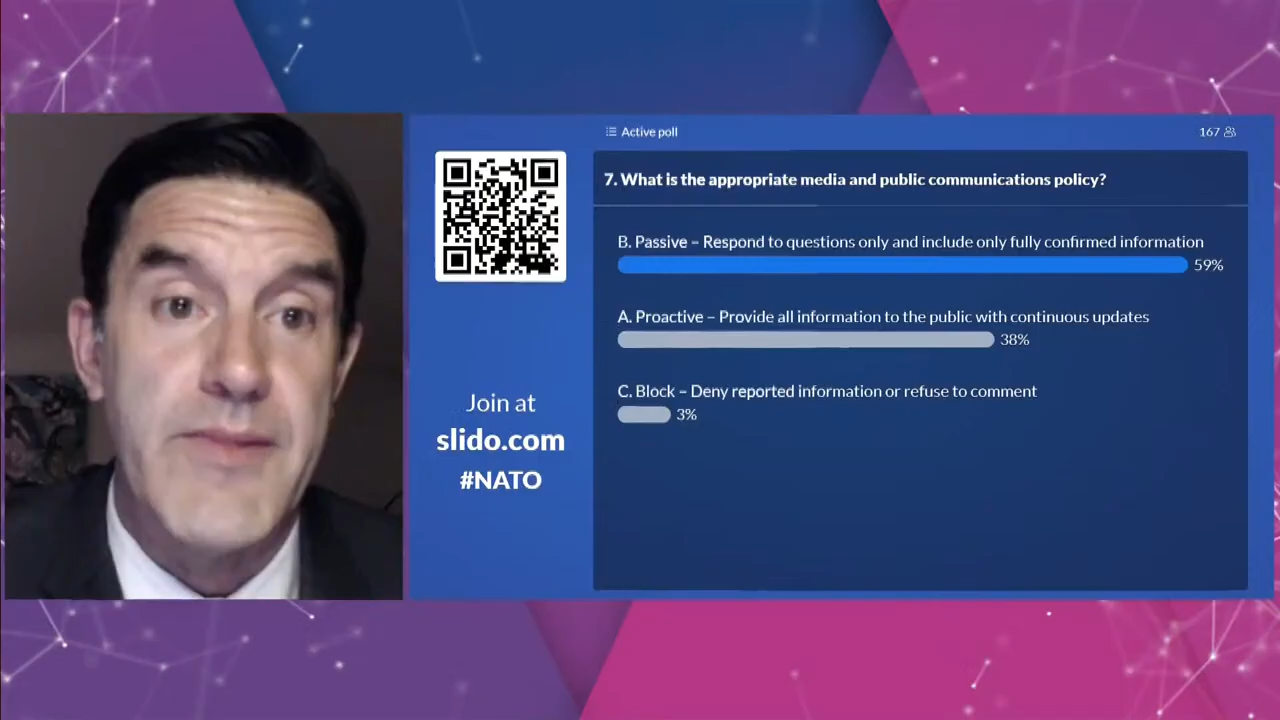 Active poll
167
7. What is the appropriate media and public communications policy?
B. Passive – Respond to questions only and include only fully confirmed information
59%
A. Proactive – Provide all information to the public with continuous updates
38%
C. Block – Deny reported information or refuse to comment
3%
Join at
slido.com
#NATO